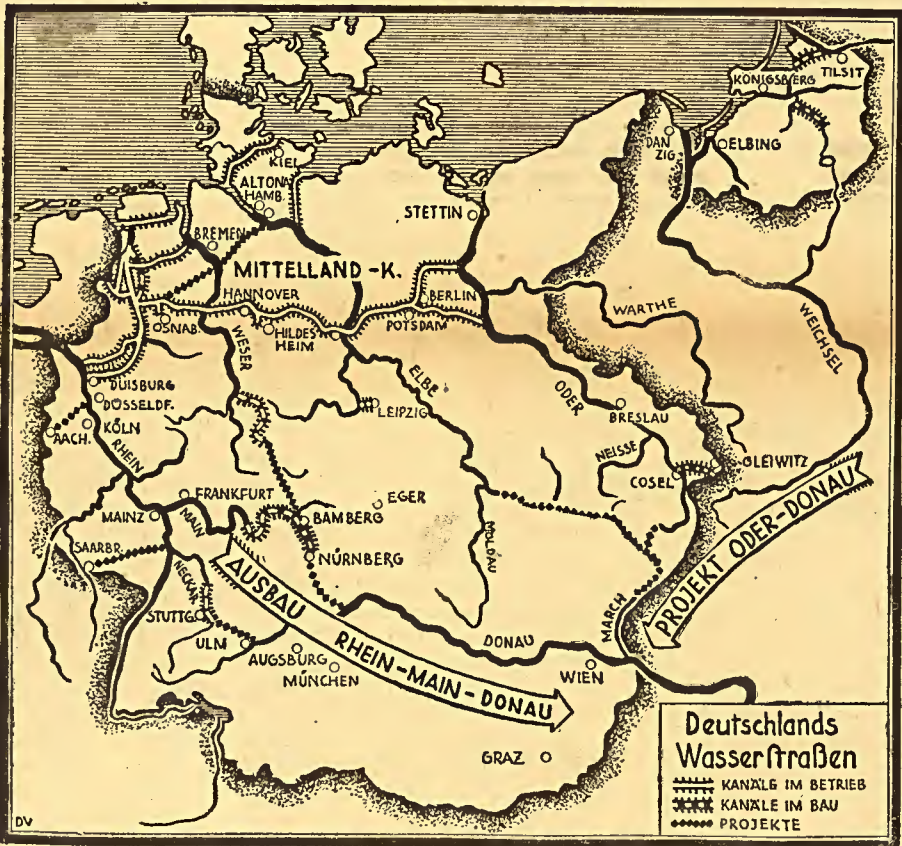 KÖNIGSBERG
TILSIT
DANZIG
ELBING
KIEL
ALTONA
HAMB.
STETTIN
BREMEN
MITTELLAND-K.
HANNOVER
BERLIN
WARTHE
OSNAB.
HILDESHEIM
POTSDAM
WEICHSEL
WESER
ELBE
ODER
DUISBURG
DÜSSELDF.
LEIPZIG
BRESLAU
AACH.
KÖLN
RHEIN
NEISSE
COSEL
GLEIWITZ
FRANKFURT
EGER
MAINZ
MAIN
BAMBERG
MOLDAU
SAARBR.
NÜRNBERG
NECKAR
STUTTG.
ULM
AUGSBURG
MÜNCHEN
DONAU
MARCH
WIEN
AUSBAU RHEIN-MAIN-DONAU
PROJEKT ODER-DONAU
GRAZ
Deutschlands
Wasserstraßen
KANÄLE IM BETRIEB
KANÄLE IM BAU
PROJEKTE
DV